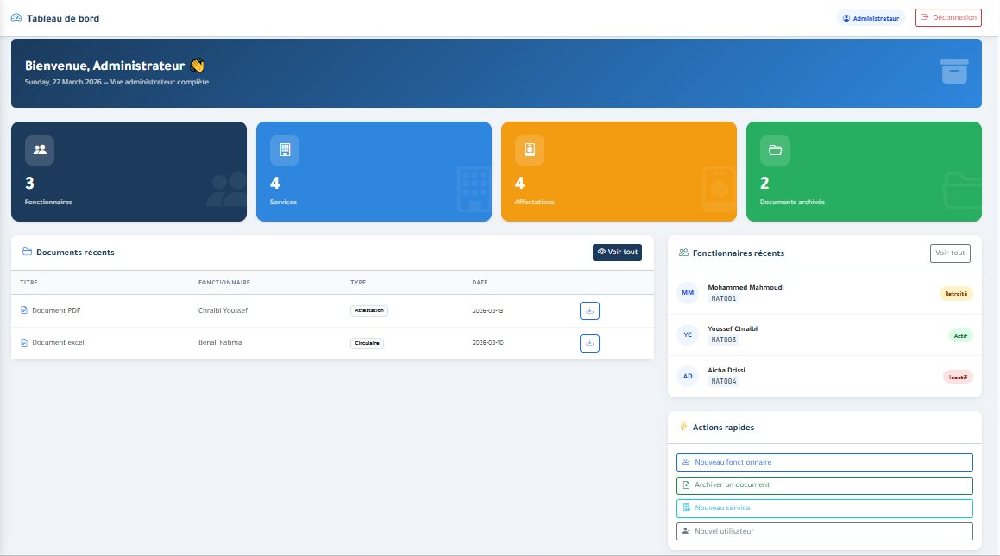 Tableau de bord
Administrateur
Déconnexion
Bienvenue, Administrateur 👋
Sunday, 22 March 2026 — Vue administrateur complète
3
Fonctionnaires
4
Services
4
Affectations
2
Documents archivés
Documents récents
Voir tout
TITRE FONCTIONNAIRE TYPE DATE
Document PDF Chraibi Youssef Attestation 2026-03-13
Document excel Benali Fatima Circulaire 2026-03-10
Fonctionnaires récents
Voir tout
MM
Mohammed Mahmoudi
MAT001
Retraité
YC
Youssef Chraibi
MAT003
Actif
AD
Aicha Drissi
MAT004
Inactif
Actions rapides
Nouveau fonctionnaire
Archiver un document
Nouveau service
Nouvel utilisateur